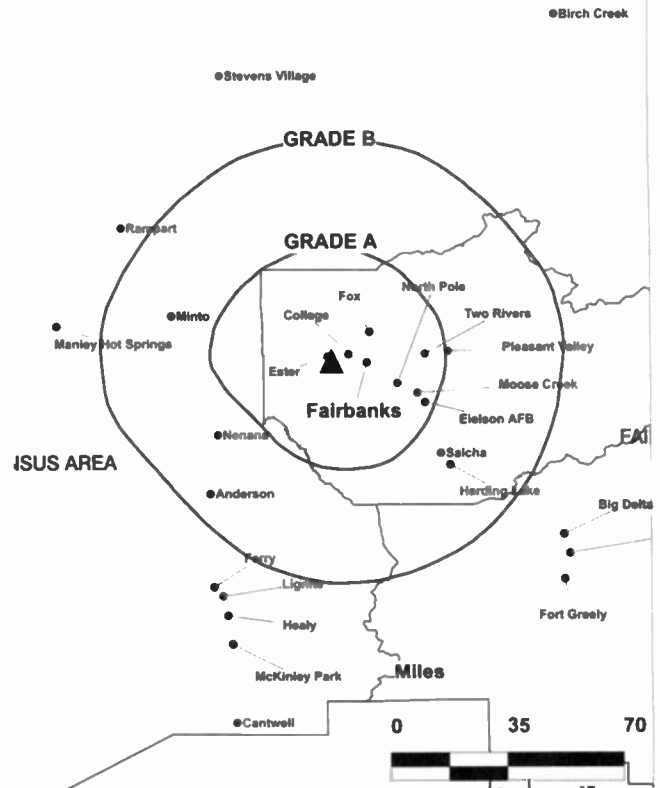 Birch Creek
Stevens Village
GRADE B
Rampart
GRADE A
North Pole
Fox
Minto
College
Two Rivers
Manley Hot Springs
Pleasant Valley
Ester
Moose Creek
Fairbanks
Eielson AFB
Nenana
FAI
Salcha
ISUS AREA
Harding Lake
Anderson
Big Delta
Ferry
Lignite
Fort Greely
Healy
McKinley Park
Miles
Cantwell
0 35 70